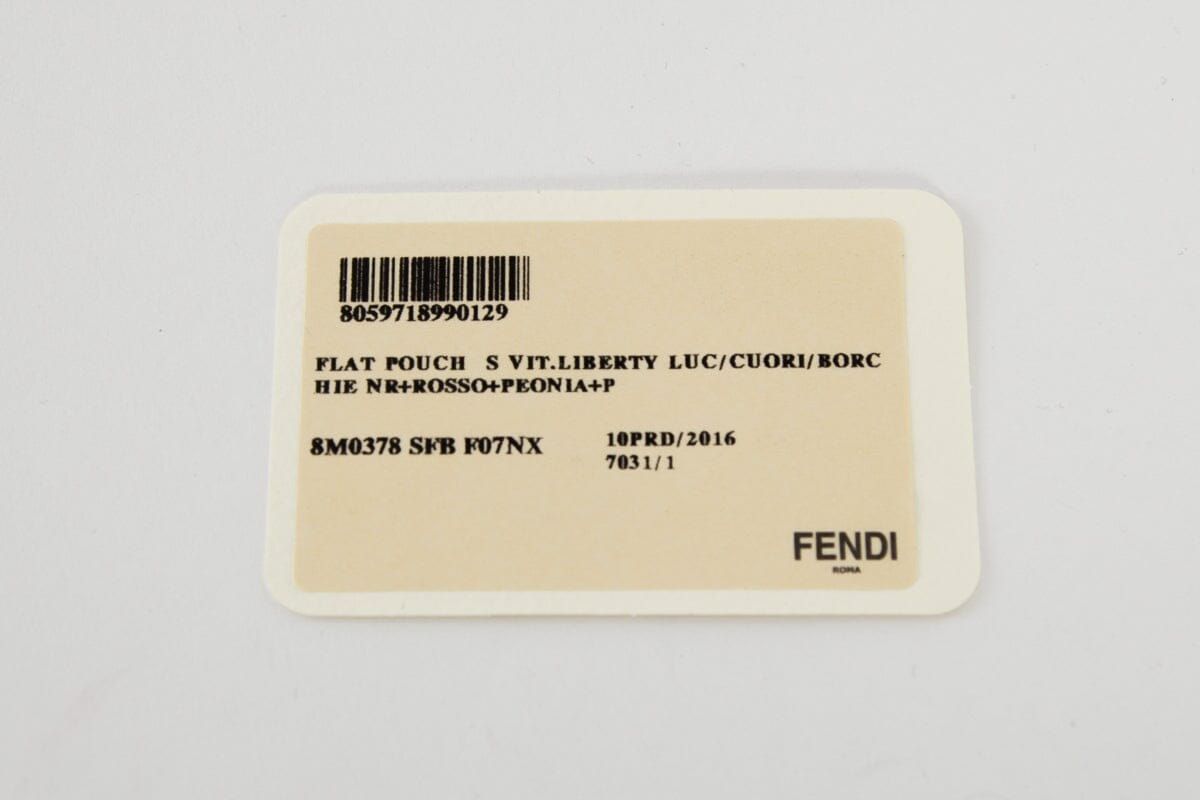 8059718990129
FLAT POUCH S VIT.LIBERTY LUC/CUORI/BORC
HIE NR+ROSSO+PEONIA+P
8M0378 SFB F07NX
10PRD/2016
7031/1
FENDI
ROMA